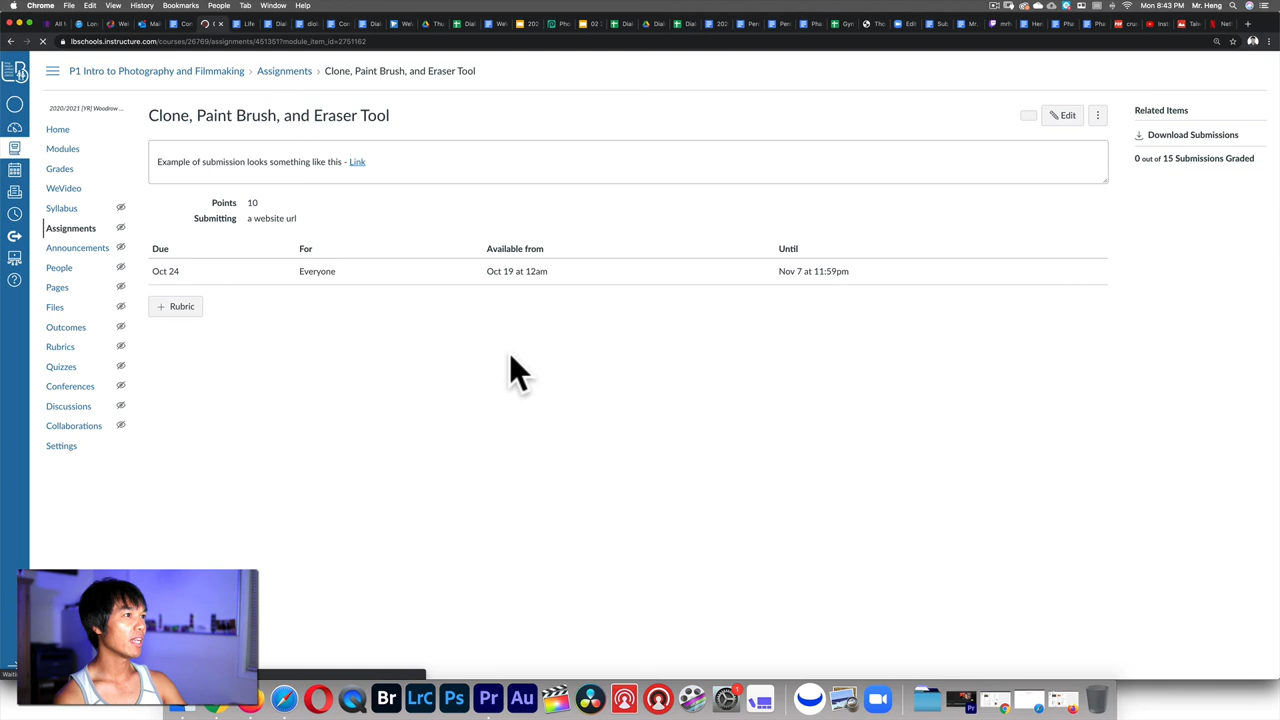 Chrome File Edit View History Bookmarks People Tab Window Help Mon 8:43 PM Mr. Heng
lbschools.instructure.com/courses/26769/assignments/451351?module_item_id=2751162
P1 Intro to Photography and Filmmaking › Assignments › Clone, Paint Brush, and Eraser Tool
2020/2021 [YR] Woodrow ...
Home
Modules
Grades
WeVideo
Syllabus
Assignments
Announcements
People
Pages
Files
Outcomes
Rubrics
Quizzes
Conferences
Discussions
Collaborations
Settings
Clone, Paint Brush, and Eraser Tool
Edit
Example of submission looks something like this - Link
Points 10
Submitting a website url
Due For Available from Until
Oct 24 Everyone Oct 19 at 12am Nov 7 at 11:59pm
+ Rubric
Related Items
Download Submissions
0 out of 15 Submissions Graded
Br LrC Ps Pr Au